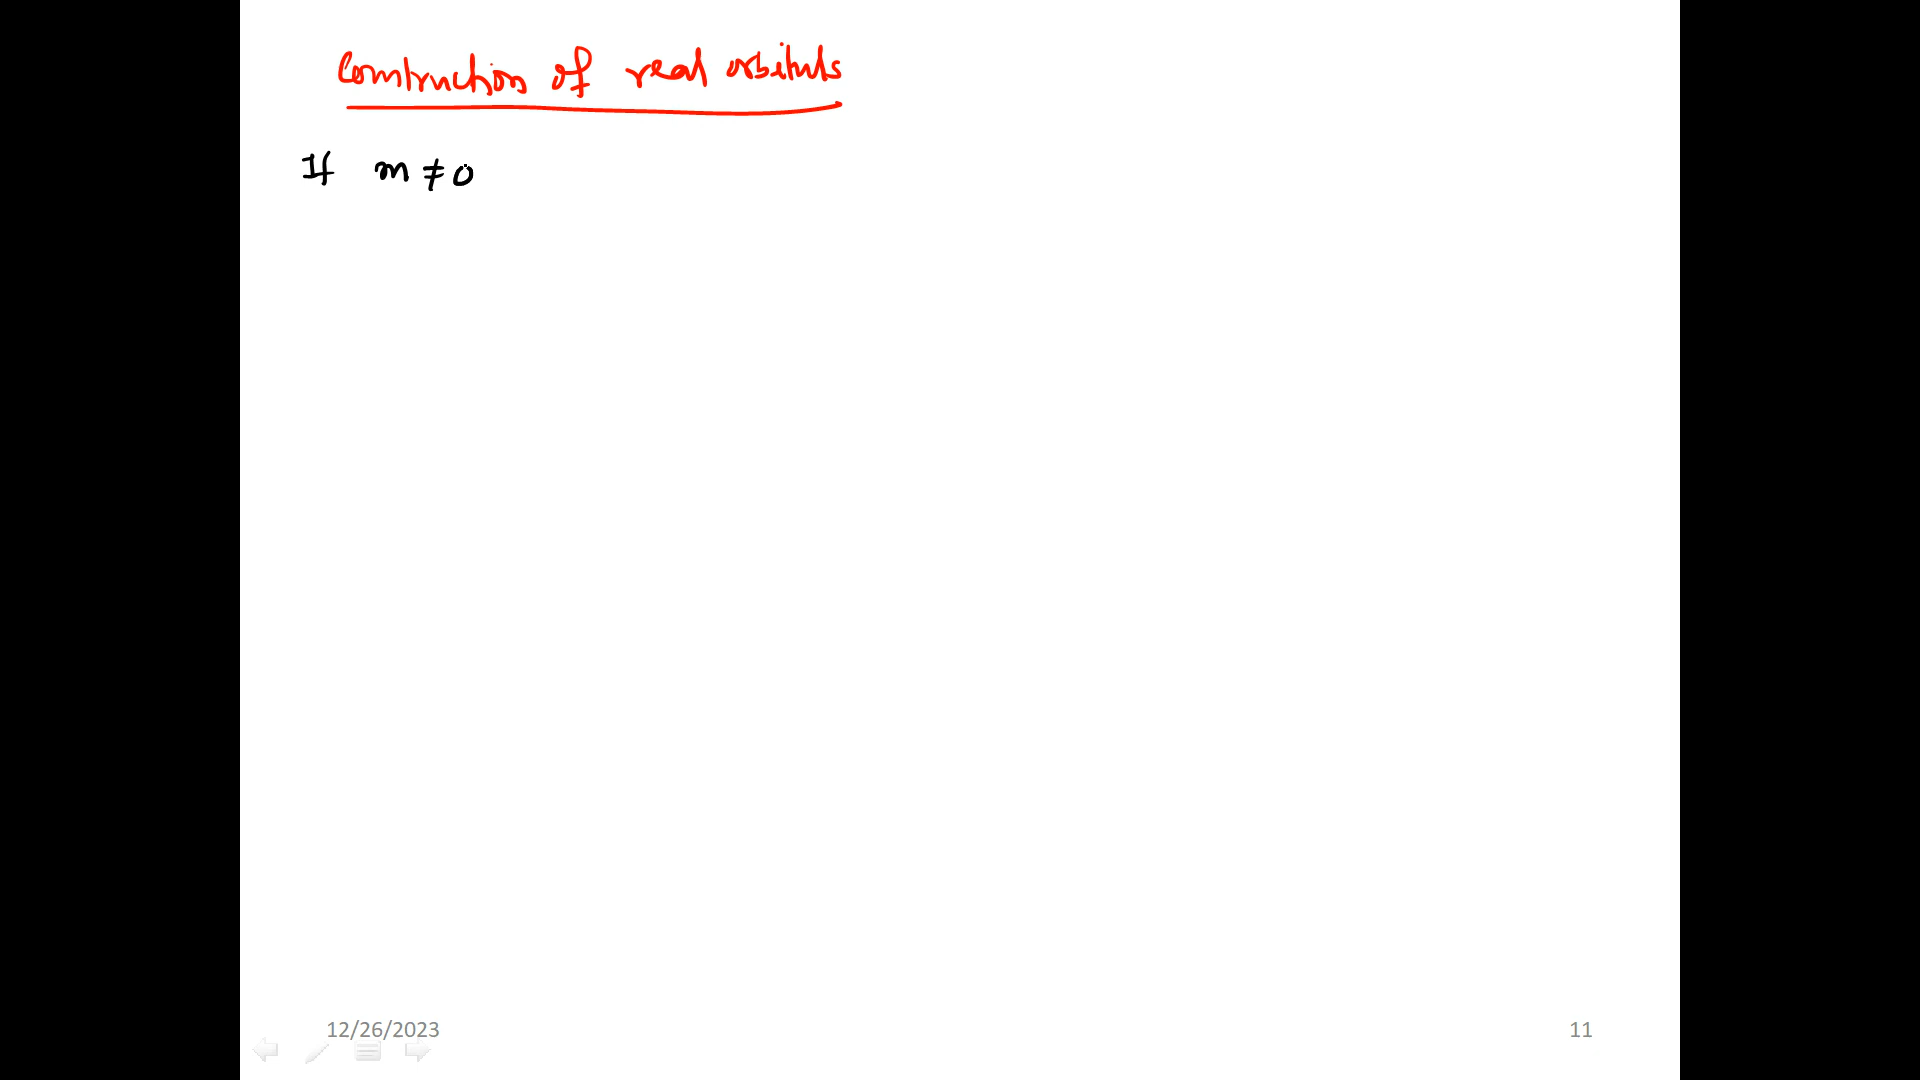 Construction of real orbitals
If m ≠ 0
12/26/2023
11